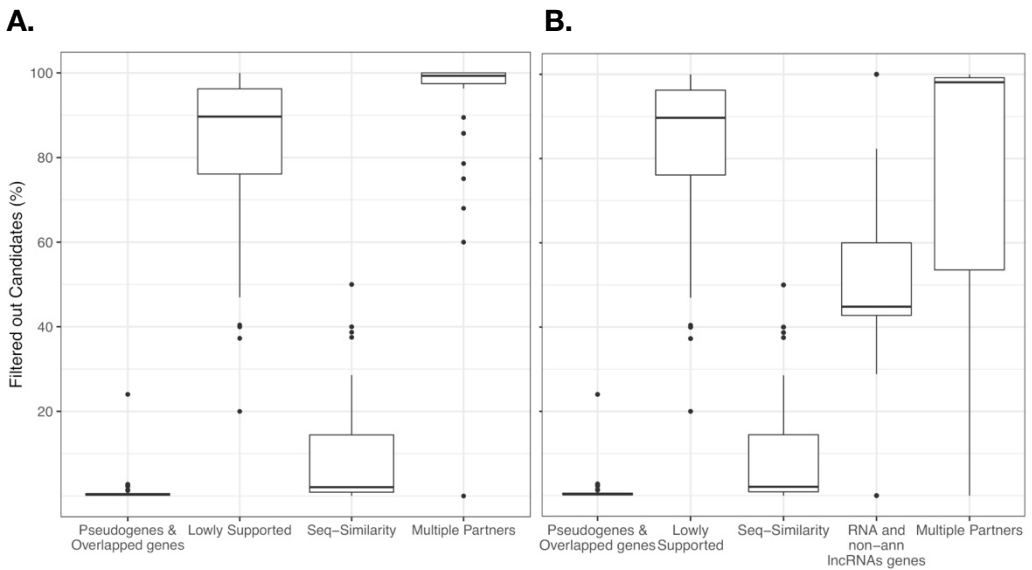 A.
B.
Filtered out Candidates (%)
100
80
60
40
20
Pseudogenes &
Overlapped genes
Lowly Supported
Seq−Similarity
Multiple Partners
Pseudogenes &
Overlapped genes
Lowly
Supported
Seq−Similarity
RNA and
non−ann
lncRNAs genes
Multiple Partners